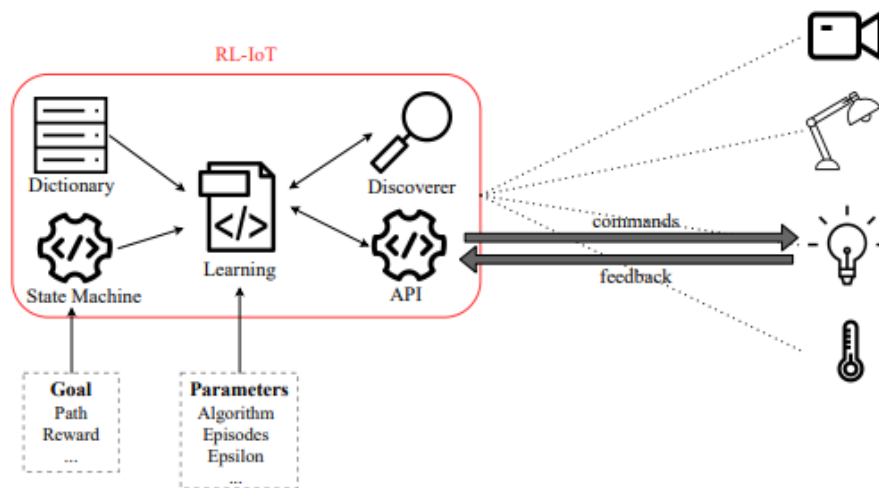 RL-IoT
Dictionary
Discoverer
State Machine
Learning
API
commands
feedback
Goal
Path
Reward
...
Parameters
Algorithm
Episodes
Epsilon
...